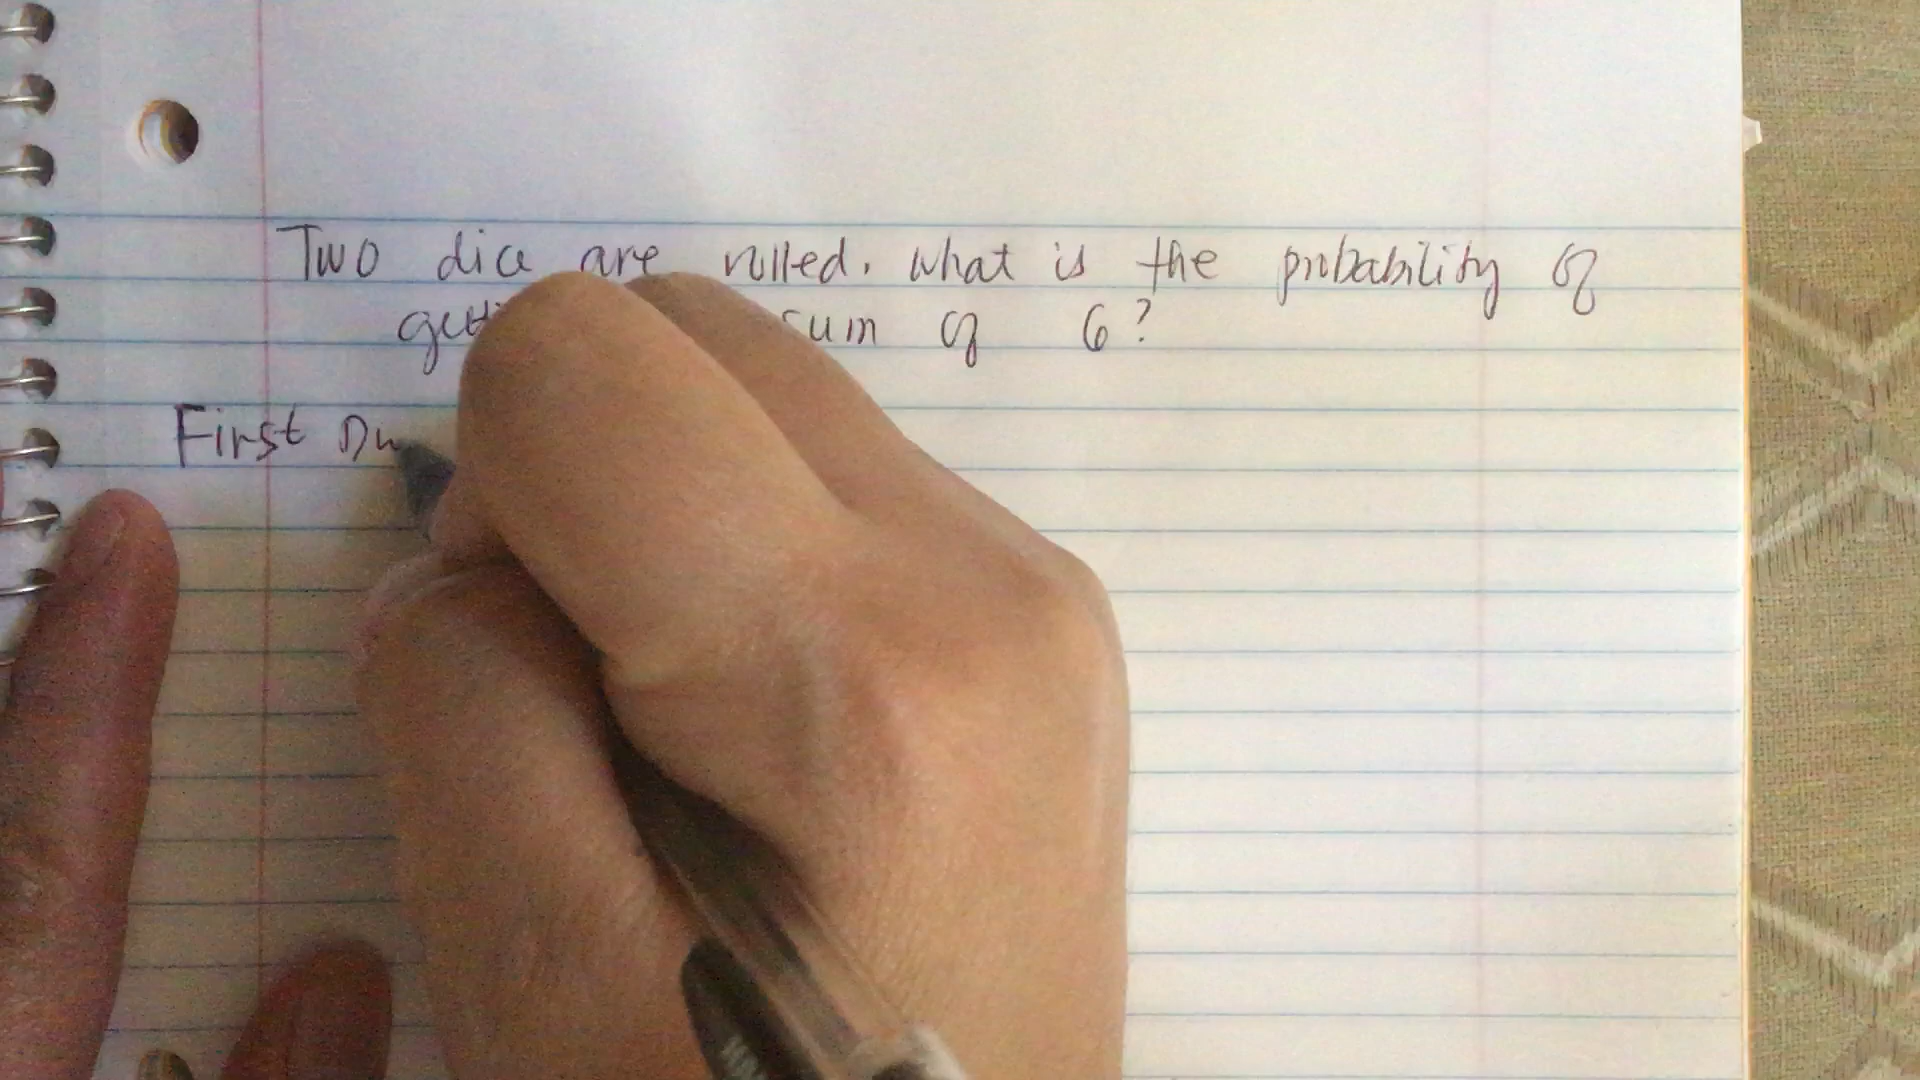 Two dice are rolled. what is the probability of
sum of 6?
First